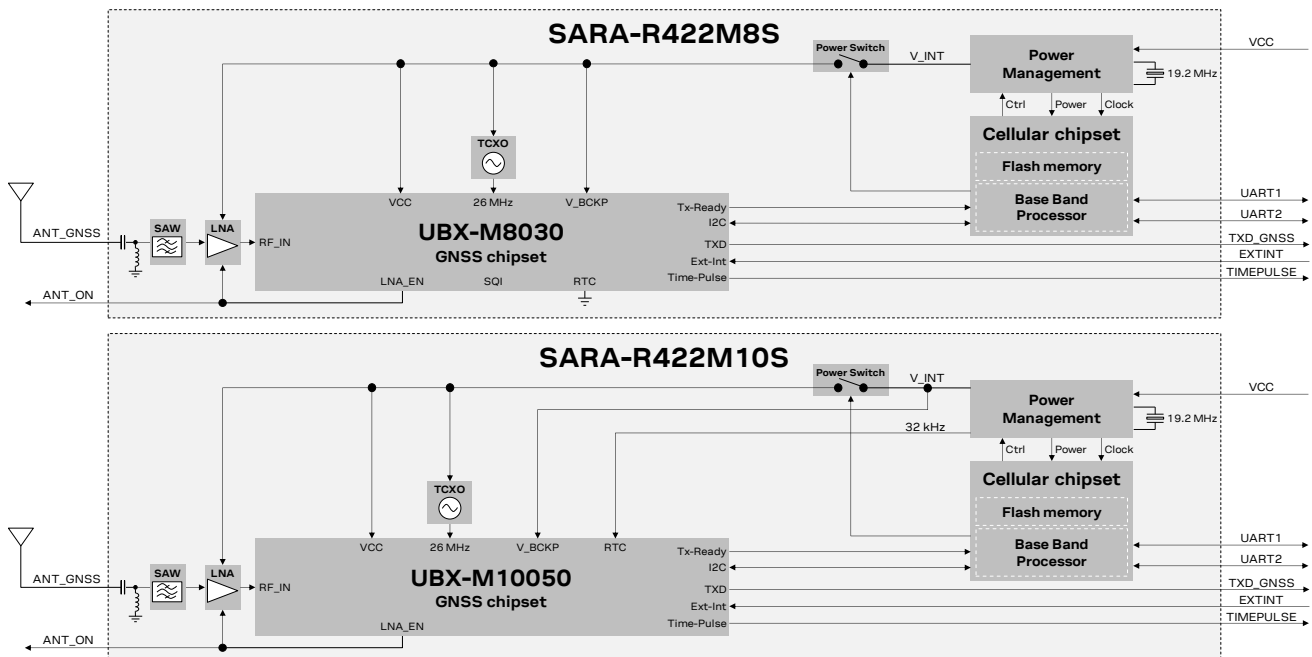 SARA-R422M8S
Power Switch
V_INT
Power
Management
VCC
19.2 MHz
Ctrl
Power
Clock
TCXO
Cellular chipset
Flash memory
Base Band
Processor
UART1
UART2
TXD_GNSS
EXTINT
TIMEPULSE
ANT_GNSS
SAW
LNA
RF_IN
VCC
26 MHz
V_BCKP
UBX-M8030
GNSS chipset
Tx-Ready
I2C
TXD
Ext-Int
Time-Pulse
LNA_EN
SQI
RTC
ANT_ON
SARA-R422M10S
Power Switch
V_INT
Power
Management
VCC
19.2 MHz
32 kHz
Ctrl
Power
Clock
TCXO
Cellular chipset
Flash memory
Base Band
Processor
UART1
UART2
TXD_GNSS
EXTINT
TIMEPULSE
ANT_GNSS
SAW
LNA
RF_IN
VCC
26 MHz
V_BCKP
RTC
UBX-M10050
GNSS chipset
Tx-Ready
I2C
TXD
Ext-Int
Time-Pulse
LNA_EN
ANT_ON